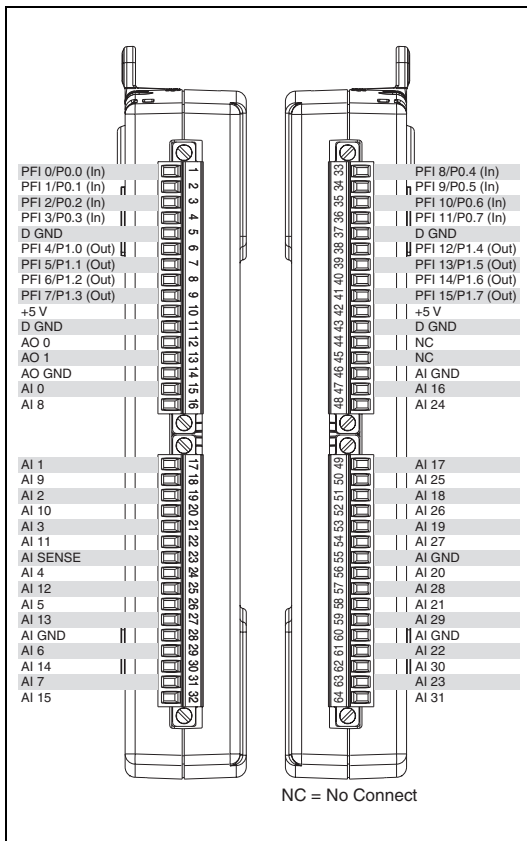 PFI 0/P0.0 (In) 1
PFI 1/P0.1 (In) 2
PFI 2/P0.2 (In) 3
PFI 3/P0.3 (In) 4
D GND 5
PFI 4/P1.0 (Out) 6
PFI 5/P1.1 (Out) 7
PFI 6/P1.2 (Out) 8
PFI 7/P1.3 (Out) 9
+5 V 10
D GND 11
AO 0 12
AO 1 13
AO GND 14
AI 0 15
AI 8 16
AI 1 17
AI 9 18
AI 2 19
AI 10 20
AI 3 21
AI 11 22
AI SENSE 23
AI 4 24
AI 12 25
AI 5 26
AI 13 27
AI GND 28
AI 6 29
AI 14 30
AI 7 31
AI 15 32
33 PFI 8/P0.4 (In)
34 PFI 9/P0.5 (In)
35 PFI 10/P0.6 (In)
36 PFI 11/P0.7 (In)
37 D GND
38 PFI 12/P1.4 (Out)
39 PFI 13/P1.5 (Out)
40 PFI 14/P1.6 (Out)
41 PFI 15/P1.7 (Out)
42 +5 V
43 D GND
44 NC
45 NC
46 AI GND
47 AI 16
48 AI 24
49 AI 17
50 AI 25
51 AI 18
52 AI 26
53 AI 19
54 AI 27
55 AI GND
56 AI 20
57 AI 28
58 AI 21
59 AI 29
60 AI GND
61 AI 22
62 AI 30
63 AI 23
64 AI 31
NC = No Connect